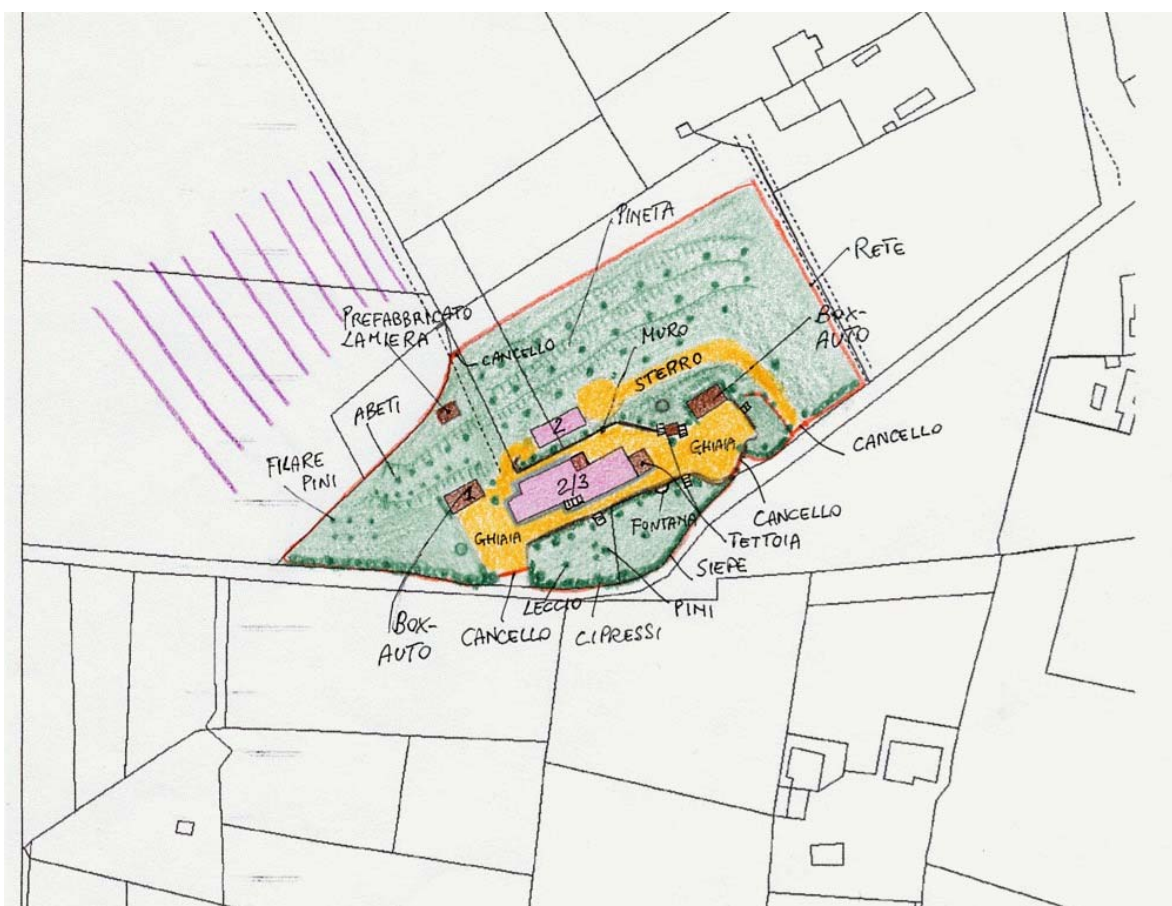 PINETA
RETE
PREFABBRICATO
LAMIERA
CANCELLO
MURO
BOX-
AUTO
STERRO
ABETI
2
GHIAIA
CANCELLO
FILARE
PINI
1
2/3
GHIAIA
FONTANA
CANCELLO
TETTOIA
SIEPE
LECCIO
PINI
BOX-
AUTO
CANCELLO
CIPRESSI